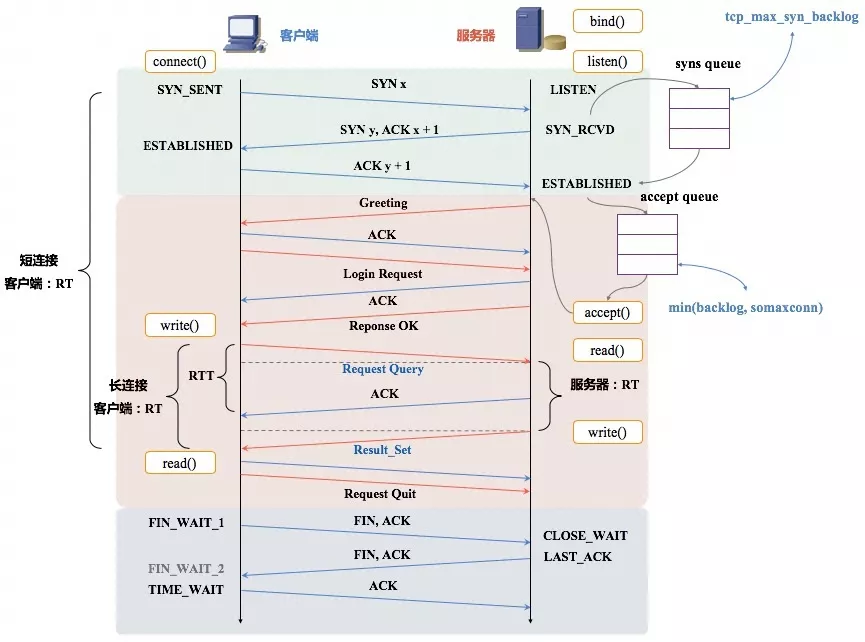 bind()
tcp_max_syn_backlog
客户端
服务器
connect()
listen()
syns queue
SYN_SENT
SYN x
LISTEN
SYN y, ACK x + 1
SYN_RCVD
ESTABLISHED
ACK y + 1
ESTABLISHED
accept queue
Greeting
ACK
短连接
客户端：RT
Login Request
ACK
accept()
min(backlog, somaxconn)
write()
Reponse OK
read()
RTT
Request Query
长连接
客户端：RT
ACK
服务器：RT
write()
Result_Set
read()
Request Quit
FIN_WAIT_1
FIN, ACK
CLOSE_WAIT
FIN, ACK
LAST_ACK
FIN_WAIT_2
TIME_WAIT
ACK